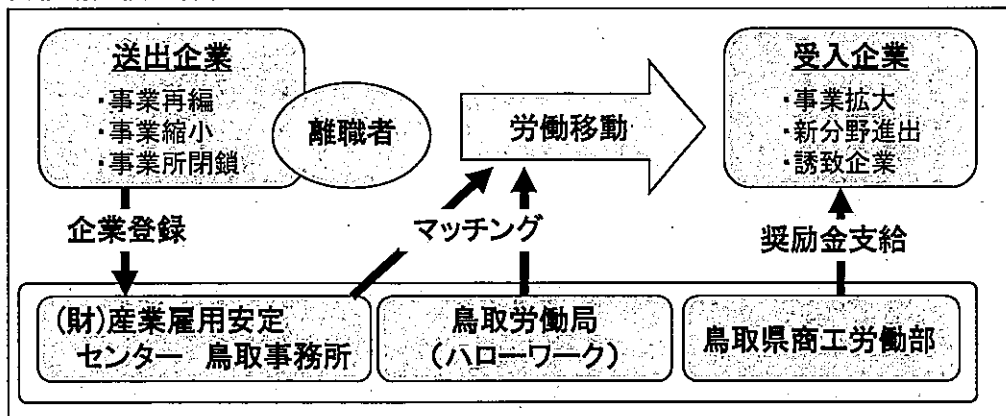 送出企業
・事業再編
・事業縮小
・事業所閉鎖
離職者
労働移動
受入企業
・事業拡大
・新分野進出
・誘致企業
企業登録
マッチング
奨励金支給
(財)産業雇用安定
センター 鳥取事務所
鳥取労働局
(ハローワーク)
鳥取県商工労働部